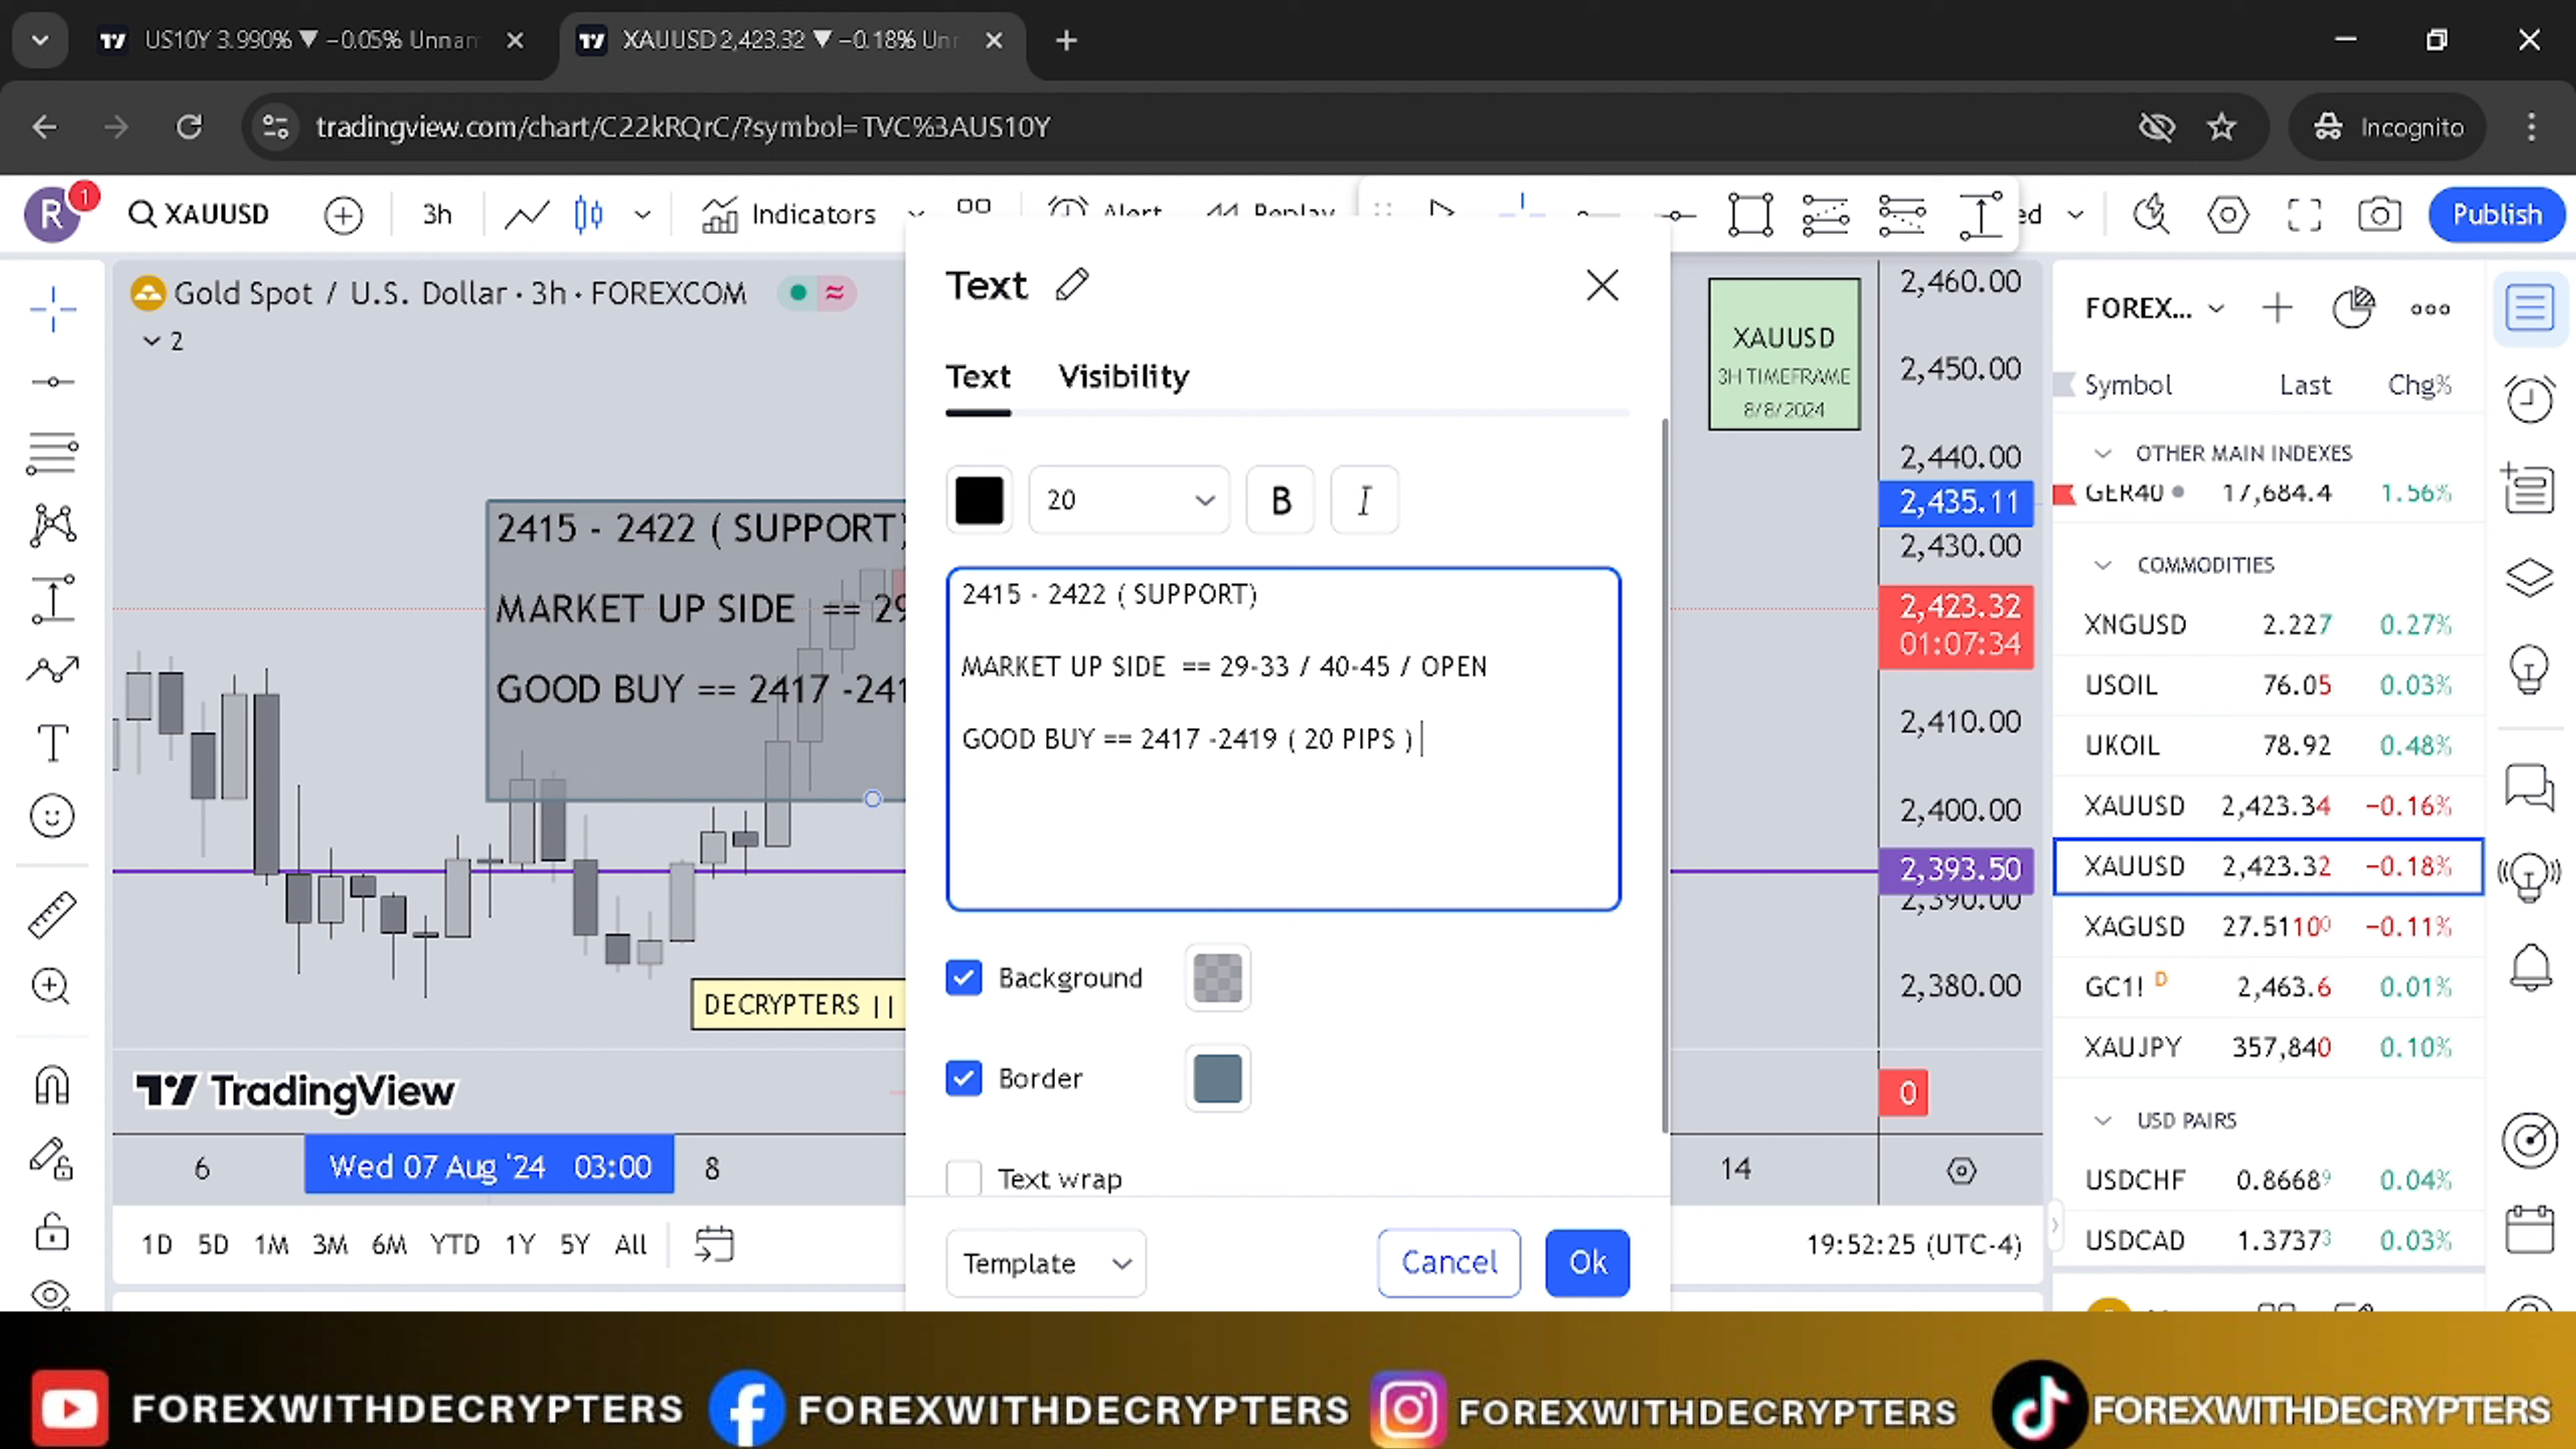 US10Y 3.990% ▼ −0.05% Unnam
XAUUSD 2,423.32 ▼ −0.18% Un
tradingview.com/chart/C22kRQrC/?symbol=TVC%3AUS10Y
Incognito
R
1
XAUUSD
3h
Indicators
Alert
Replay
ed
Publish
Gold Spot / U.S. Dollar · 3h · FOREXCOM
2
2415 - 2422 ( SUPPORT)
MARKET UP SIDE == 29
GOOD BUY == 2417 -241
DECRYPTERS ||
TradingView
6
Wed 07 Aug '24 03:00
8
14
1D 5D 1M 3M 6M YTD 1Y 5Y All
19:52:25 (UTC-4)
Text
Text Visibility
20
B
I
2415 - 2422 ( SUPPORT)
MARKET UP SIDE == 29-33 / 40-45 / OPEN
GOOD BUY == 2417 -2419 ( 20 PIPS )
Background
Border
Text wrap
Template
Cancel
Ok
XAUUSD
3H TIMEFRAME
8/8/2024
2,460.00
2,450.00
2,440.00
2,435.11
2,430.00
2,423.32
01:07:34
2,410.00
2,400.00
2,393.50
2,390.00
2,380.00
0
FOREX...
Symbol Last Chg%
OTHER MAIN INDEXES
GER40 17,684.4 1.56%
COMMODITIES
XNGUSD 2.227 0.27%
USOIL 76.05 0.03%
UKOIL 78.92 0.48%
XAUUSD 2,423.34 −0.16%
XAUUSD 2,423.32 −0.18%
XAGUSD 27.51100 −0.11%
GC1! D 2,463.6 0.01%
XAUJPY 357,840 0.10%
USD PAIRS
USDCHF 0.86689 0.04%
USDCAD 1.37373 0.03%
FOREXWITHDECRYPTERS FOREXWITHDECRYPTERS FOREXWITHDECRYPTERS FOREXWITHDECRYPTERS